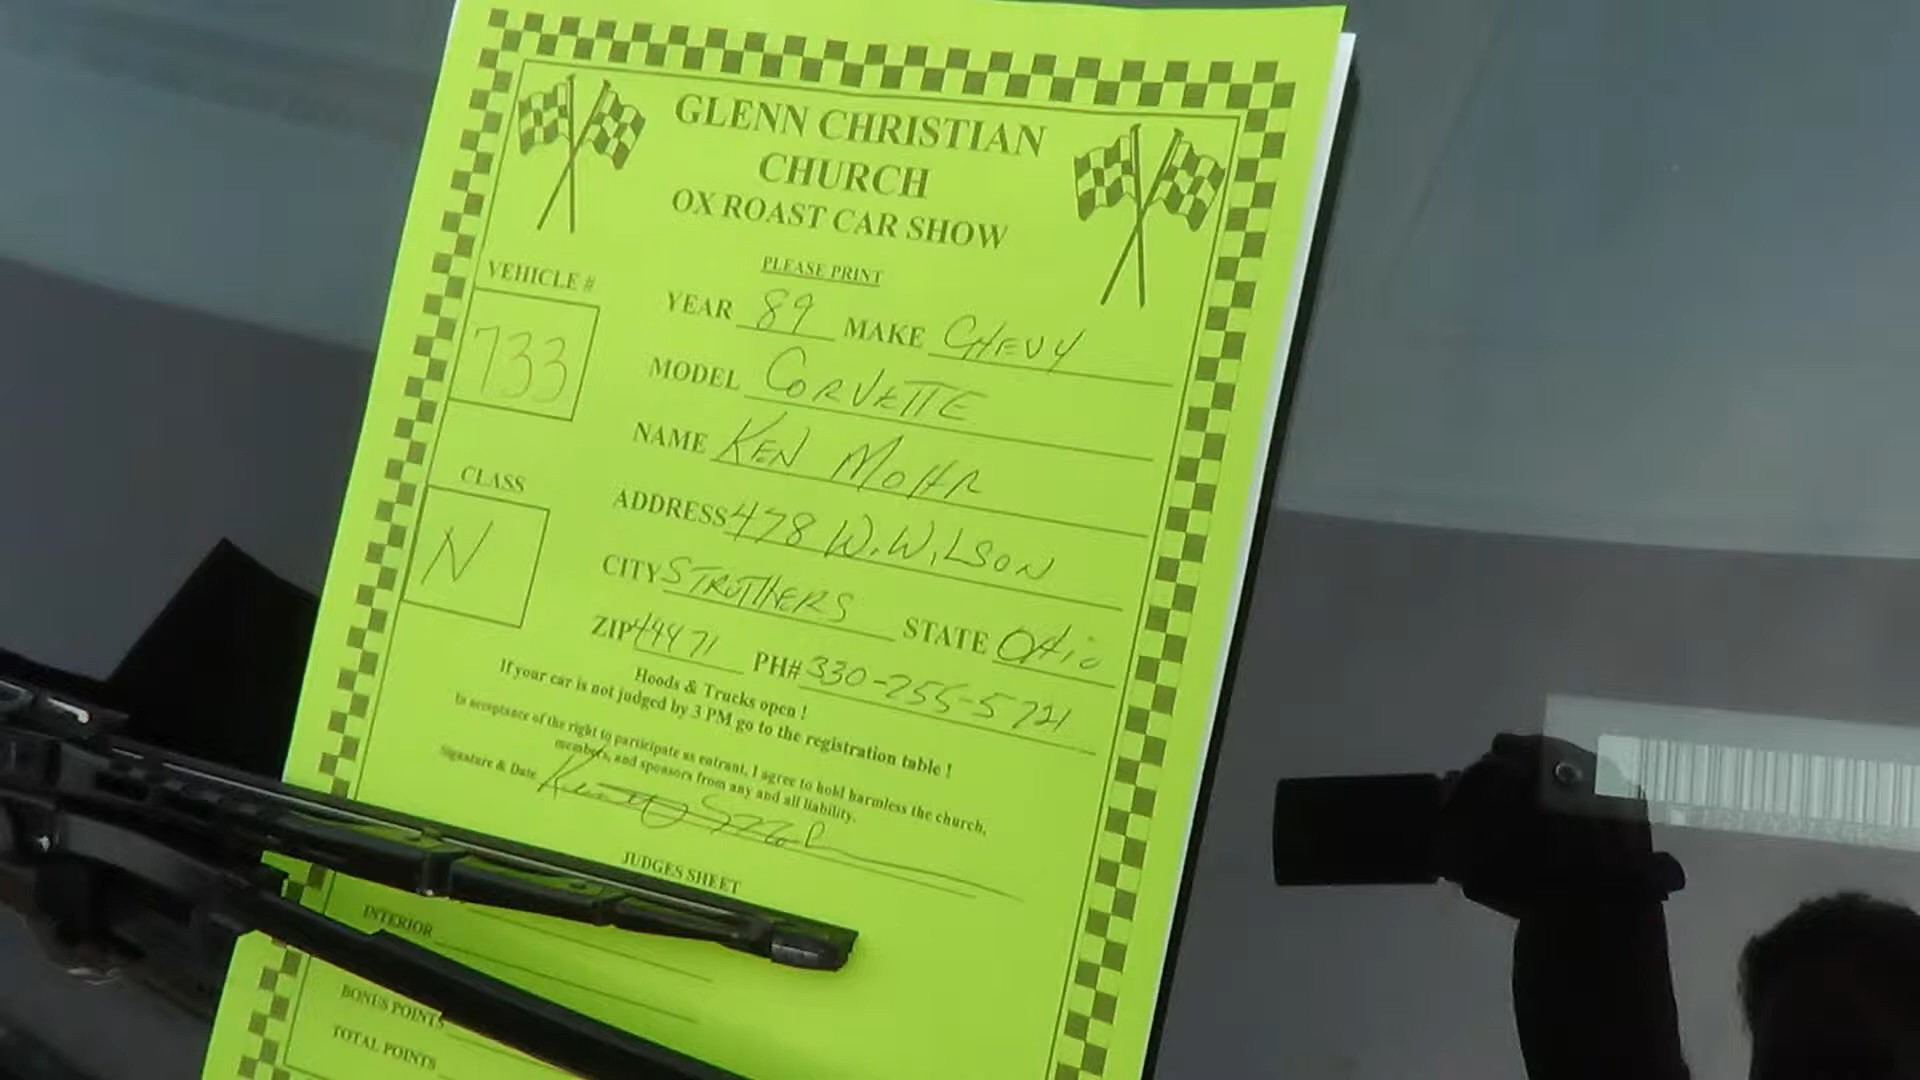 GLENN CHRISTIAN
CHURCH
OX ROAST CAR SHOW
PLEASE PRINT
VEHICLE #
733
YEAR 89 MAKE CHEVY
MODEL CORVETTE
NAME KEN MOHR
CLASS
N
ADDRESS 478 W. WILSON
CITY STRUTHERS STATE OHIO
ZIP 44471 PH# 330-255-5721
Hoods & Trucks open !
If your car is not judged by 3 PM go to the registration table !
In acceptance of the right to participate as entrant, I agree to hold harmless the church,
members, and sponsors from any and all liability.
Signature & Date
JUDGES SHEET
INTERIOR
BONUS POINTS
TOTAL POINTS